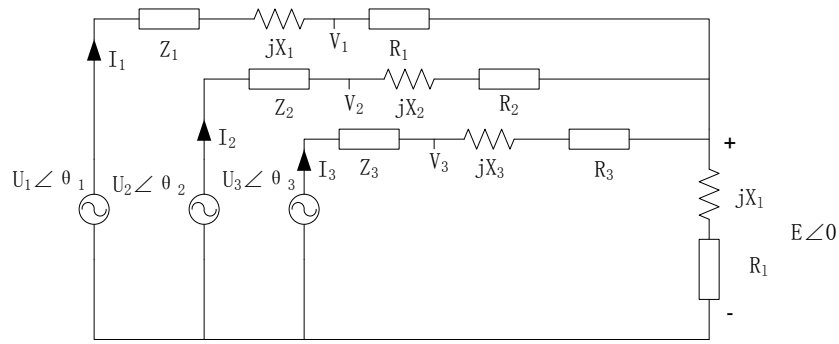 I₁
Z₁
jX₁
V₁
R₁
I₂
Z₂
V₂
jX₂
R₂
I₃
Z₃
V₃
jX₃
R₃
U₁∠θ₁
U₂∠θ₂
U₃∠θ₃
+
jXₗ
E∠0
Rₗ
-